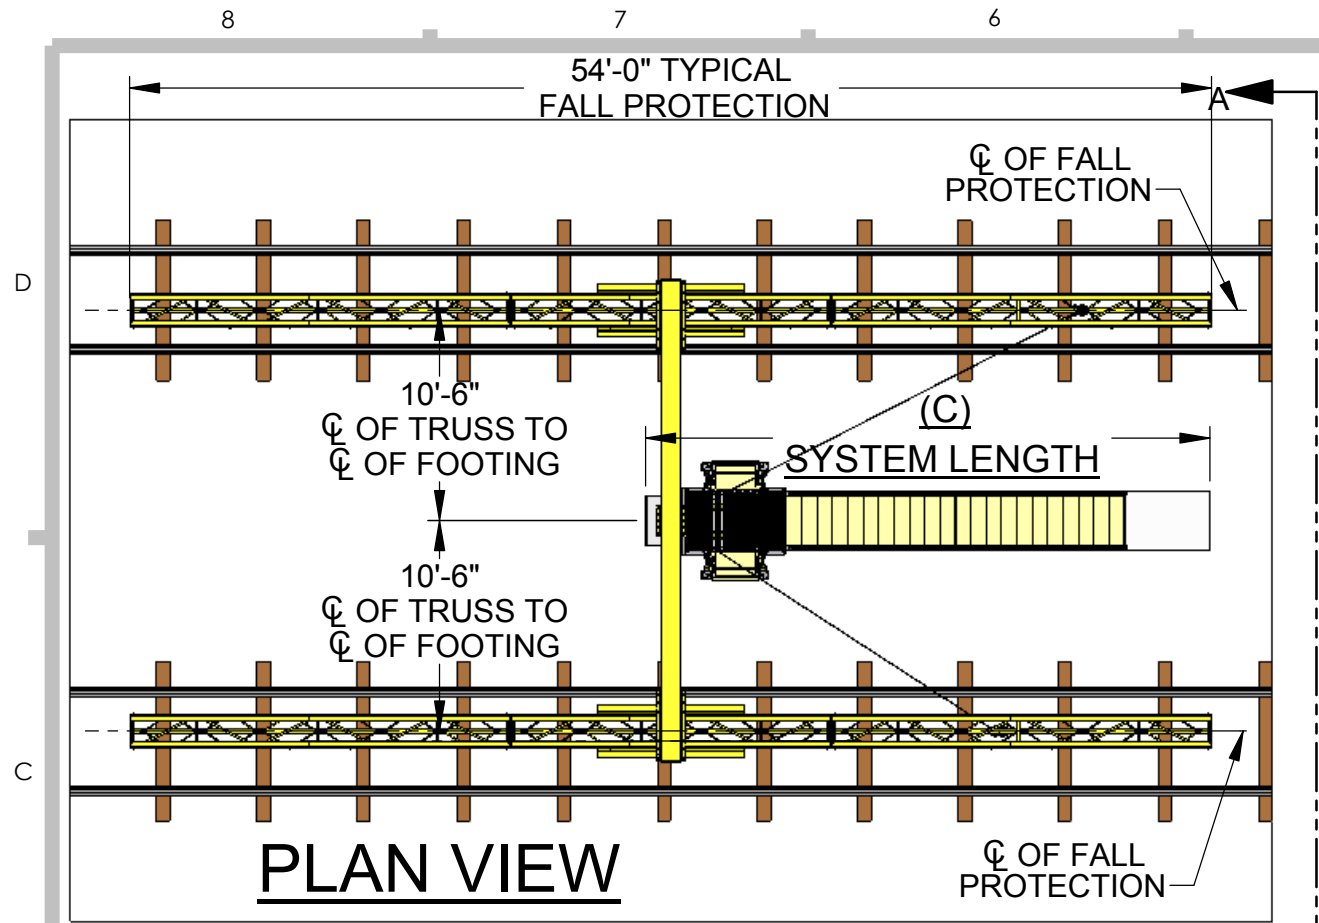 8 7 6
54'-0" TYPICAL
FALL PROTECTION
A
℄ OF FALL
PROTECTION
D
10'-6"
℄ OF TRUSS TO
℄ OF FOOTING
(C)
SYSTEM LENGTH
10'-6"
℄ OF TRUSS TO
℄ OF FOOTING
C
PLAN VIEW
℄ OF FALL
PROTECTION